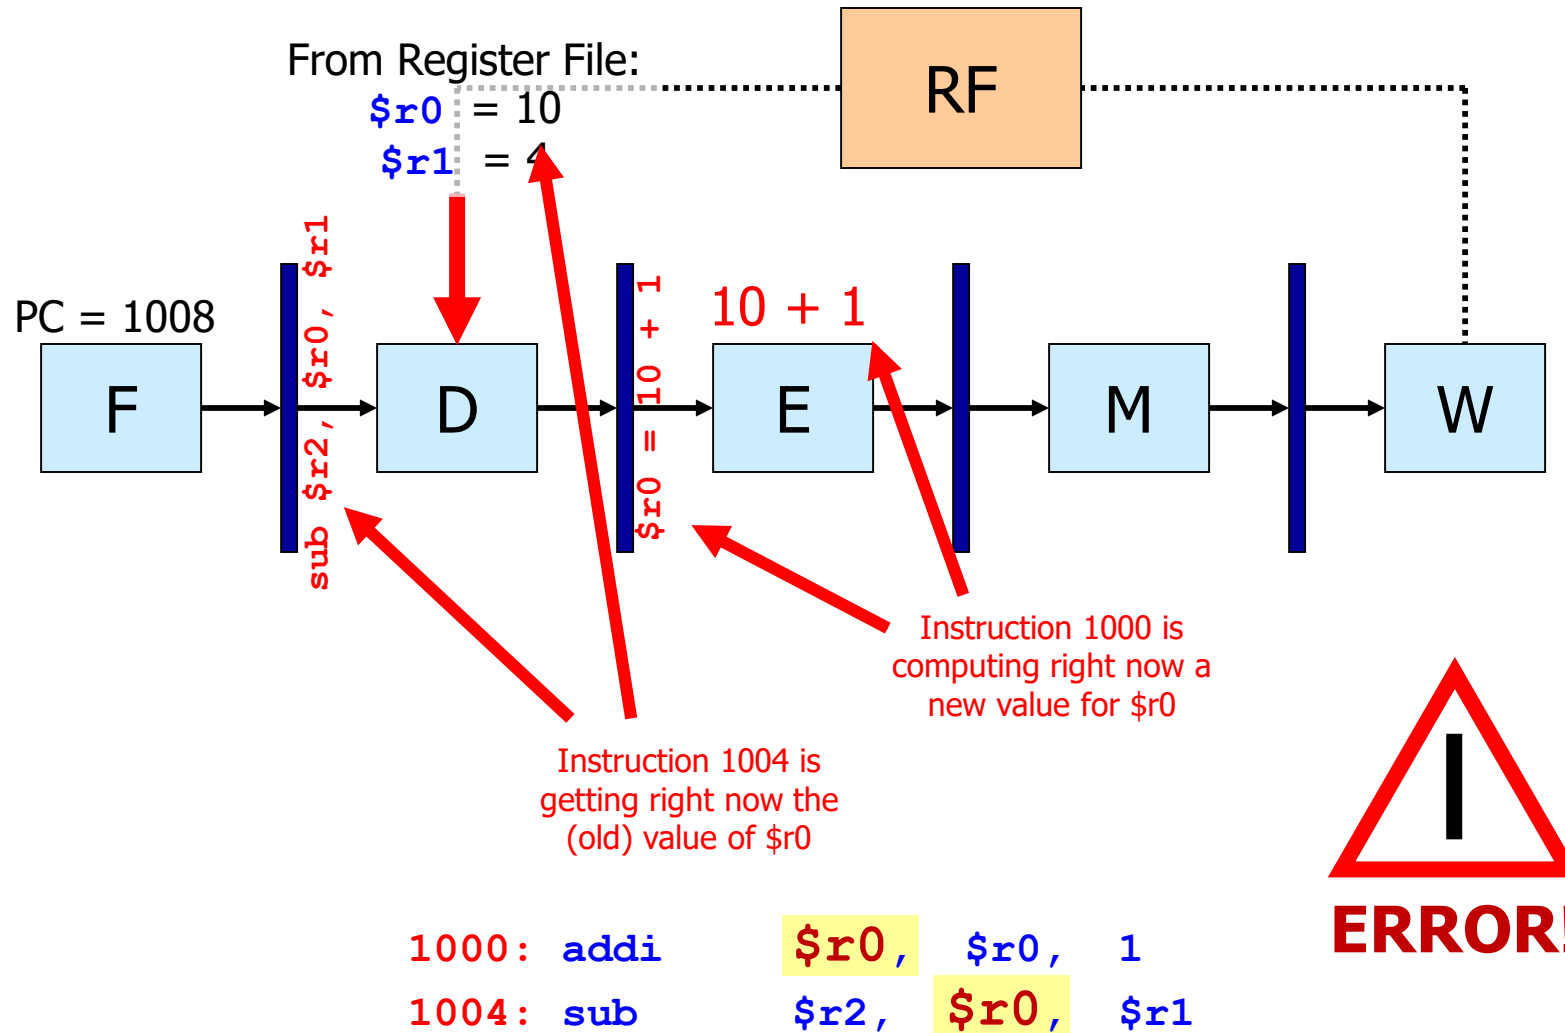 From Register File:
$r0 = 10
$r1 = 4
RF
PC = 1008
F
sub $r2, $r0, $r1
D
$r0 = 10 + 1
10 + 1
E
M
W
Instruction 1000 is
computing right now a
new value for $r0
Instruction 1004 is
getting right now the
(old) value of $r0
ERROR!
1000: addi $r0, $r0, 1
1004: sub $r2, $r0, $r1